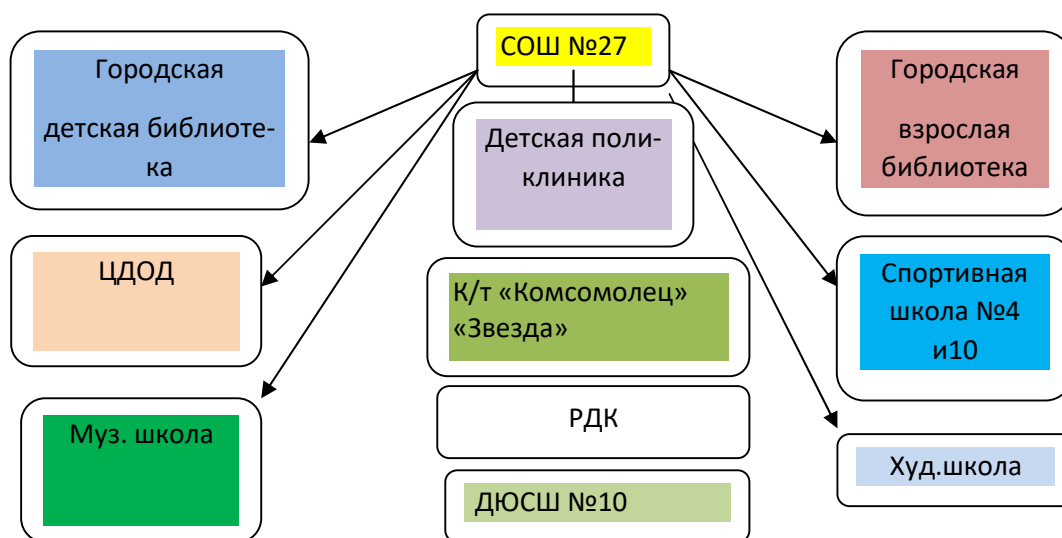 СОШ №27
Городская
детская библиоте-
ка
Детская поли-
клиника
Городская
взрослая
библиотека
ЦДОД
К/т «Комсомолец»
«Звезда»
Спортивная
школа №4
и10
Муз. школа
РДК
Худ.школа
ДЮСШ №10